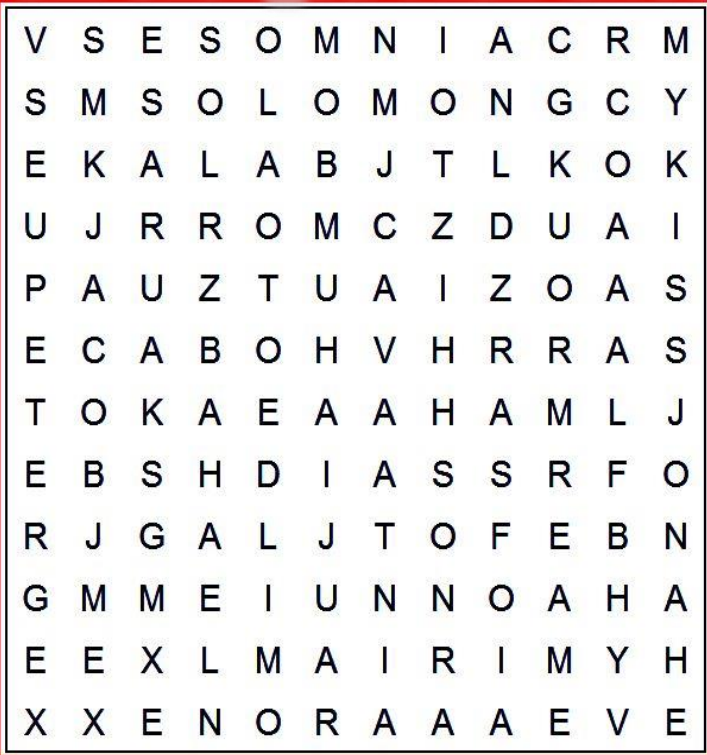 V S E S O M N I A C R M
S M S O L O M O N G C Y
E K A L A B J T L K O K
U J R R O M C Z D U A I
P A U Z T U A I Z O A S
E C A B O H V H R R A S
T O K A E A A H A M L J
E B S H D I A S S R F O
R J G A L J T O F E B N
G M M E I U N N O A H A
E E X L M A I R I M Y H
X X E N O R A A A E V E